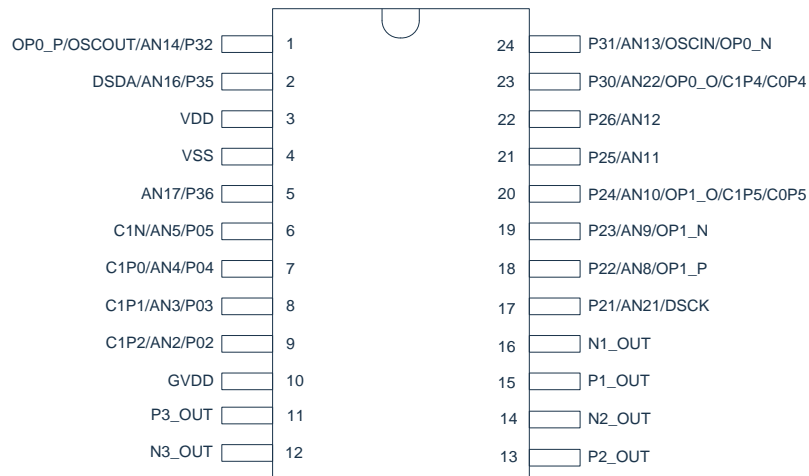 OP0_P/OSCOUT/AN14/P32 1 24 P31/AN13/OSCIN/OP0_N
DSDA/AN16/P35 2 23 P30/AN22/OP0_O/C1P4/C0P4
VDD 3 22 P26/AN12
VSS 4 21 P25/AN11
AN17/P36 5 20 P24/AN10/OP1_O/C1P5/C0P5
C1N/AN5/P05 6 19 P23/AN9/OP1_N
C1P0/AN4/P04 7 18 P22/AN8/OP1_P
C1P1/AN3/P03 8 17 P21/AN21/DSCK
C1P2/AN2/P02 9 16 N1_OUT
GVDD 10 15 P1_OUT
P3_OUT 11 14 N2_OUT
N3_OUT 12 13 P2_OUT